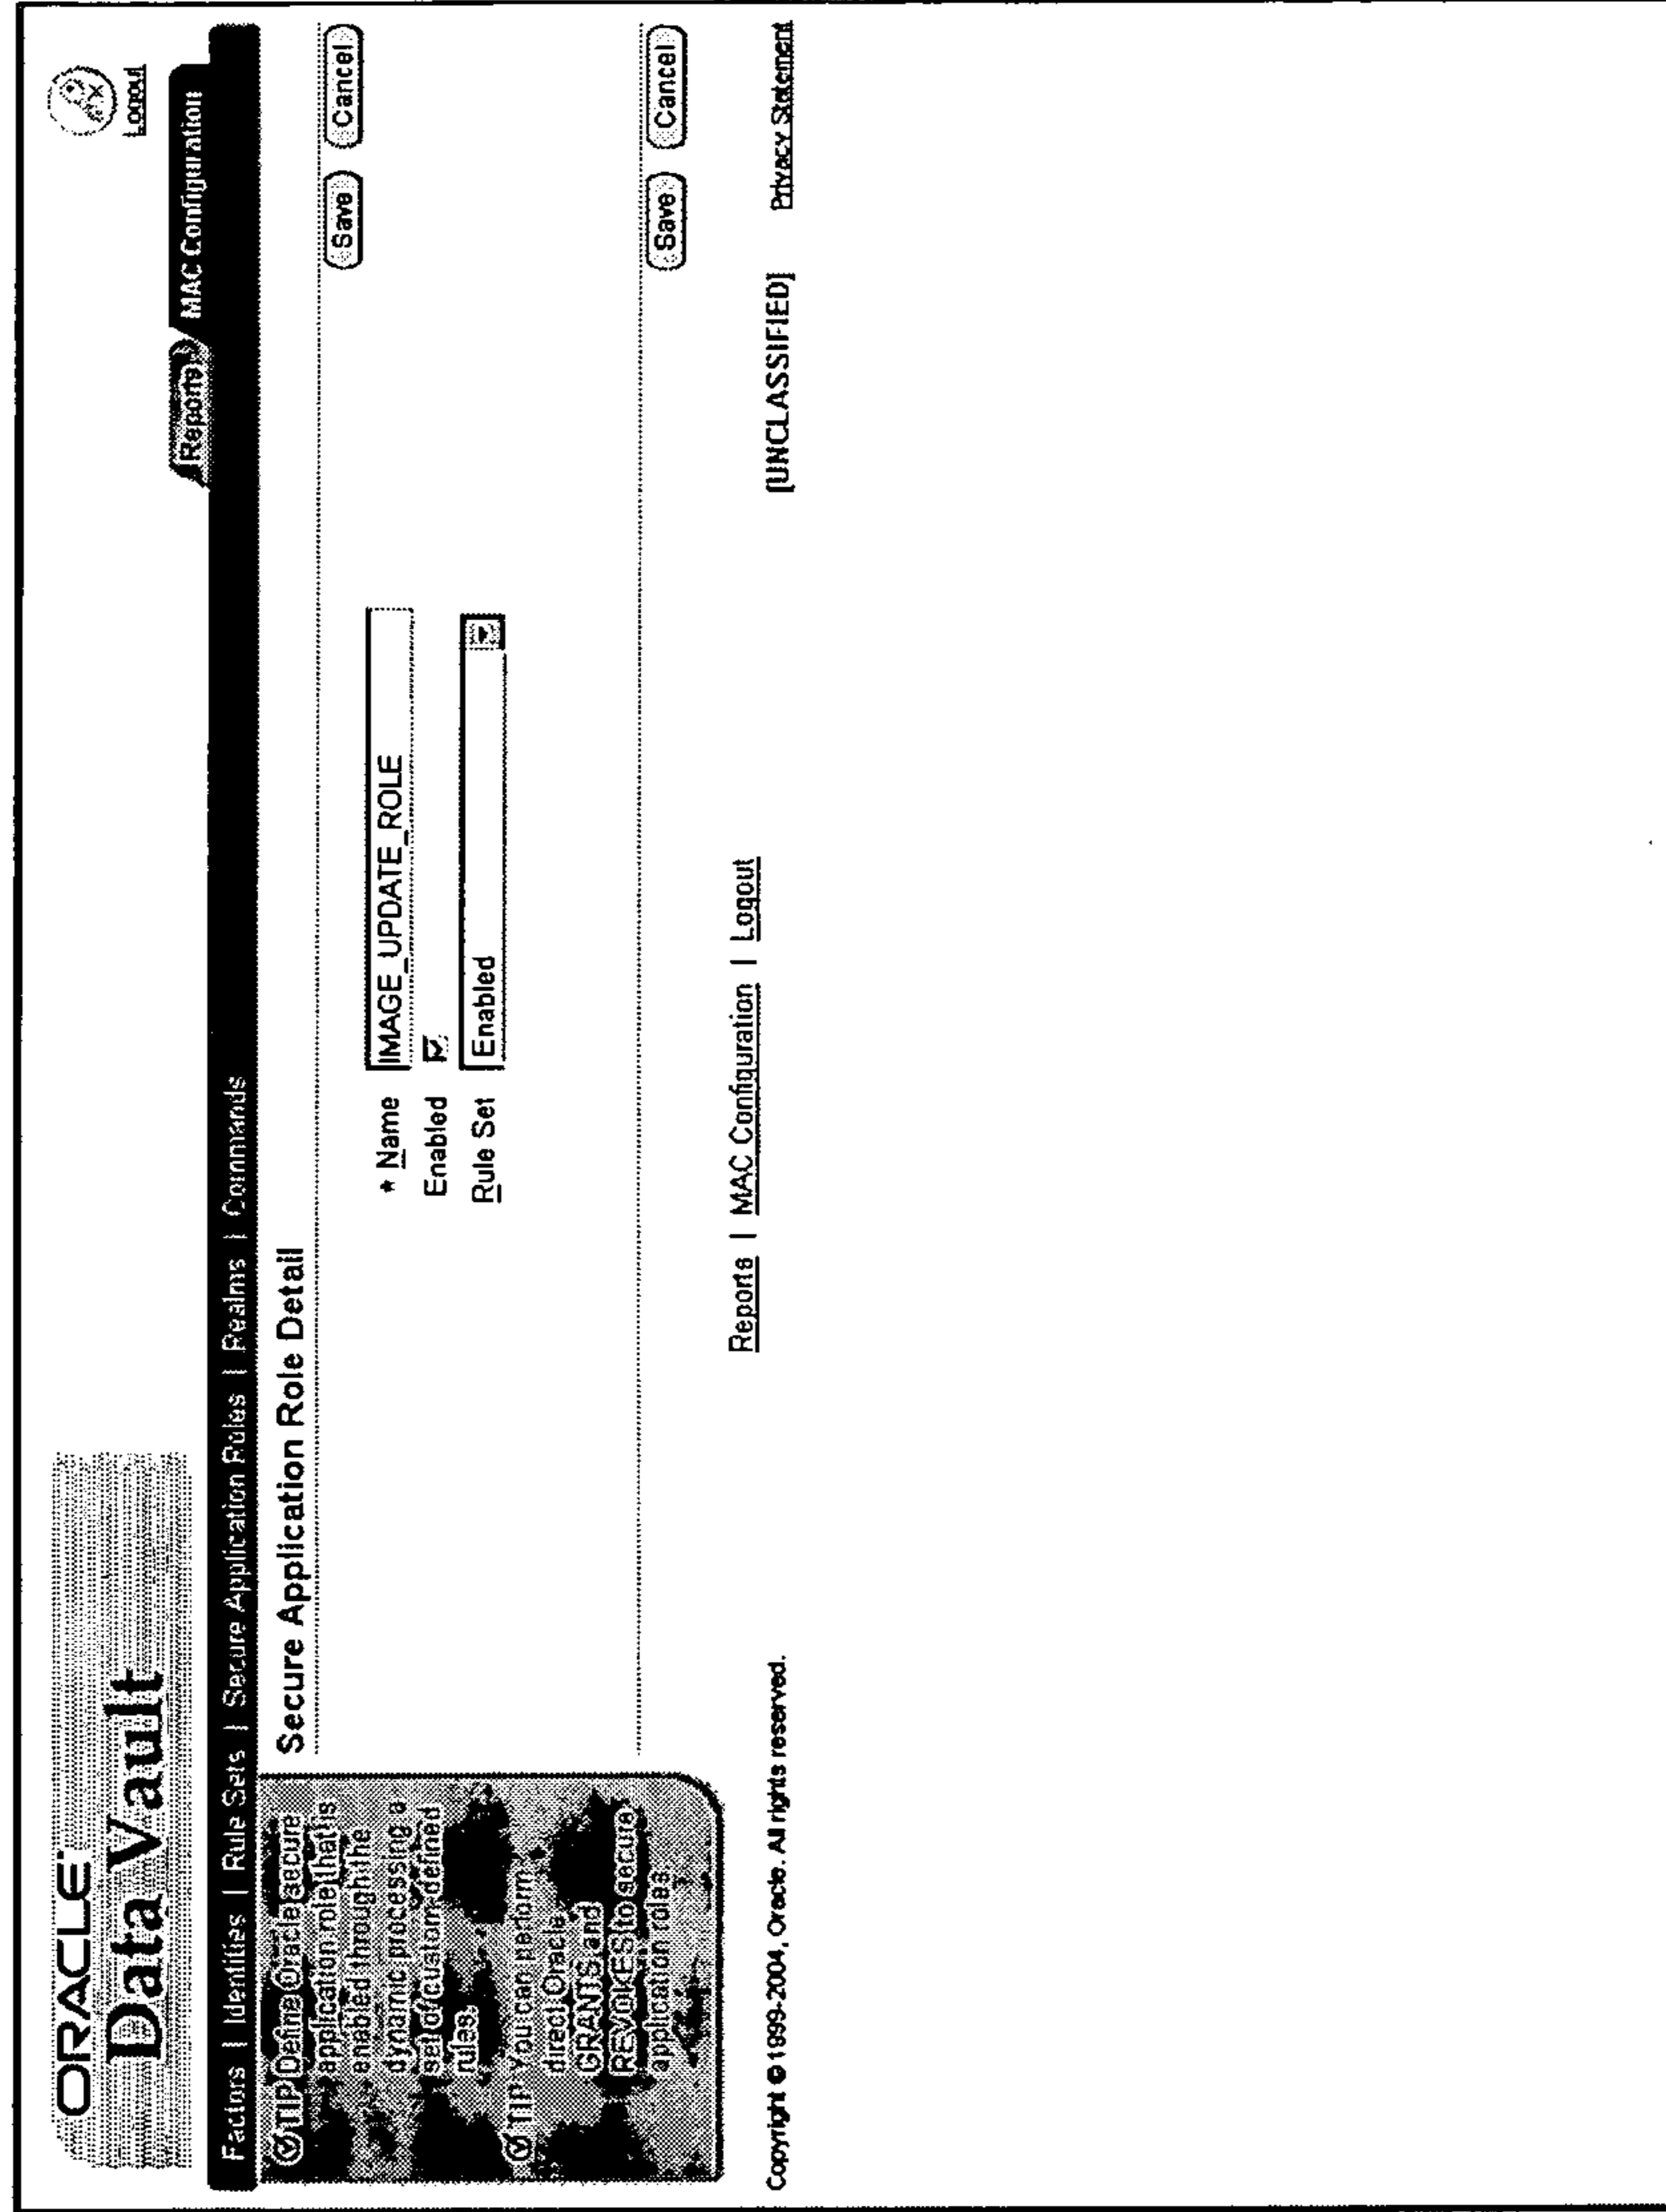 ORACLE
Data Vault
Logout
Reports
MAC Configuration
Factors | Identities | Rule Sets | Secure Application Roles | Realms | Commands
TIP Define Oracle secure
application role that is
enabled through the
dynamic processing a
set of custom-defined
rules.
TIP You can perform
direct Oracle
GRANTS and
REVOKES to secure
application roles
Secure Application Role Detail
Save Cancel
* Name IMAGE_UPDATE_ROLE
Enabled
Rule Set Enabled
Save Cancel
Reports | MAC Configuration | Logout
Copyright © 1999-2004, Oracle. All rights reserved.
[UNCLASSIFIED]
Privacy Statement